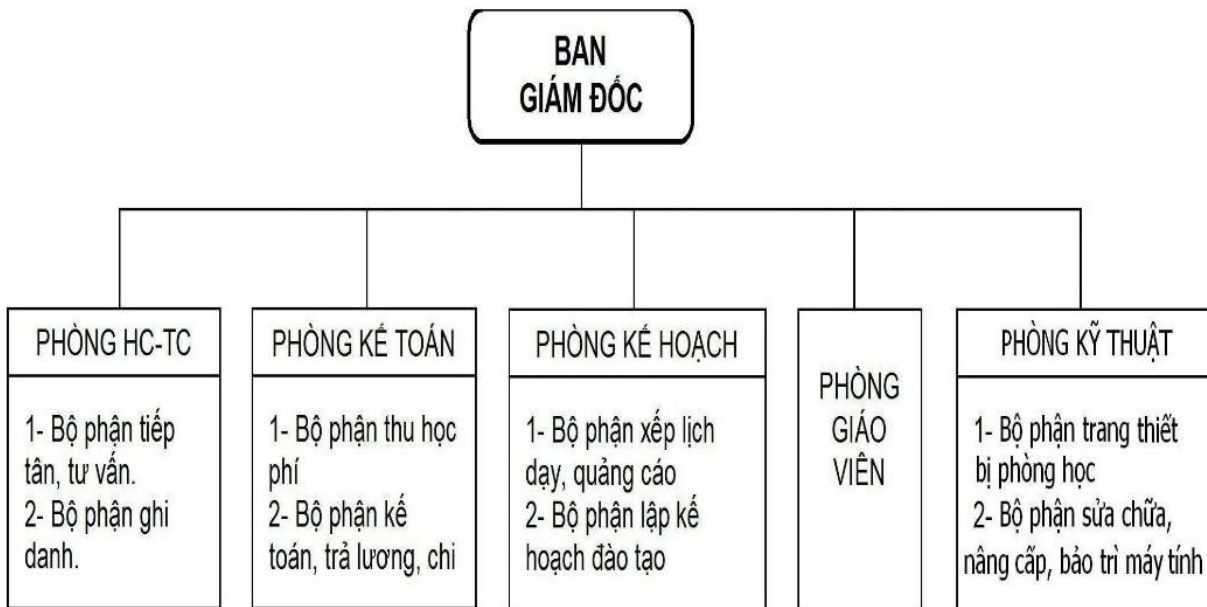 BAN
GIÁM ĐỐC
PHÒNG HC-TC
1- Bộ phận tiếp
tân, tư vấn.
2- Bộ phận ghi
danh.
PHÒNG KẾ TOÁN
1- Bộ phận thu học
phí
2- Bộ phận kế
toán, trả lương, chi
PHÒNG KẾ HOẠCH
1- Bộ phận xếp lịch
dạy, quảng cáo
2- Bộ phận lập kế
hoạch đào tạo
PHÒNG
GIÁO
VIÊN
PHÒNG KỸ THUẬT
1- Bộ phận trang thiết
bị phòng học
2- Bộ phận sửa chữa,
nâng cấp, bảo trì máy tính